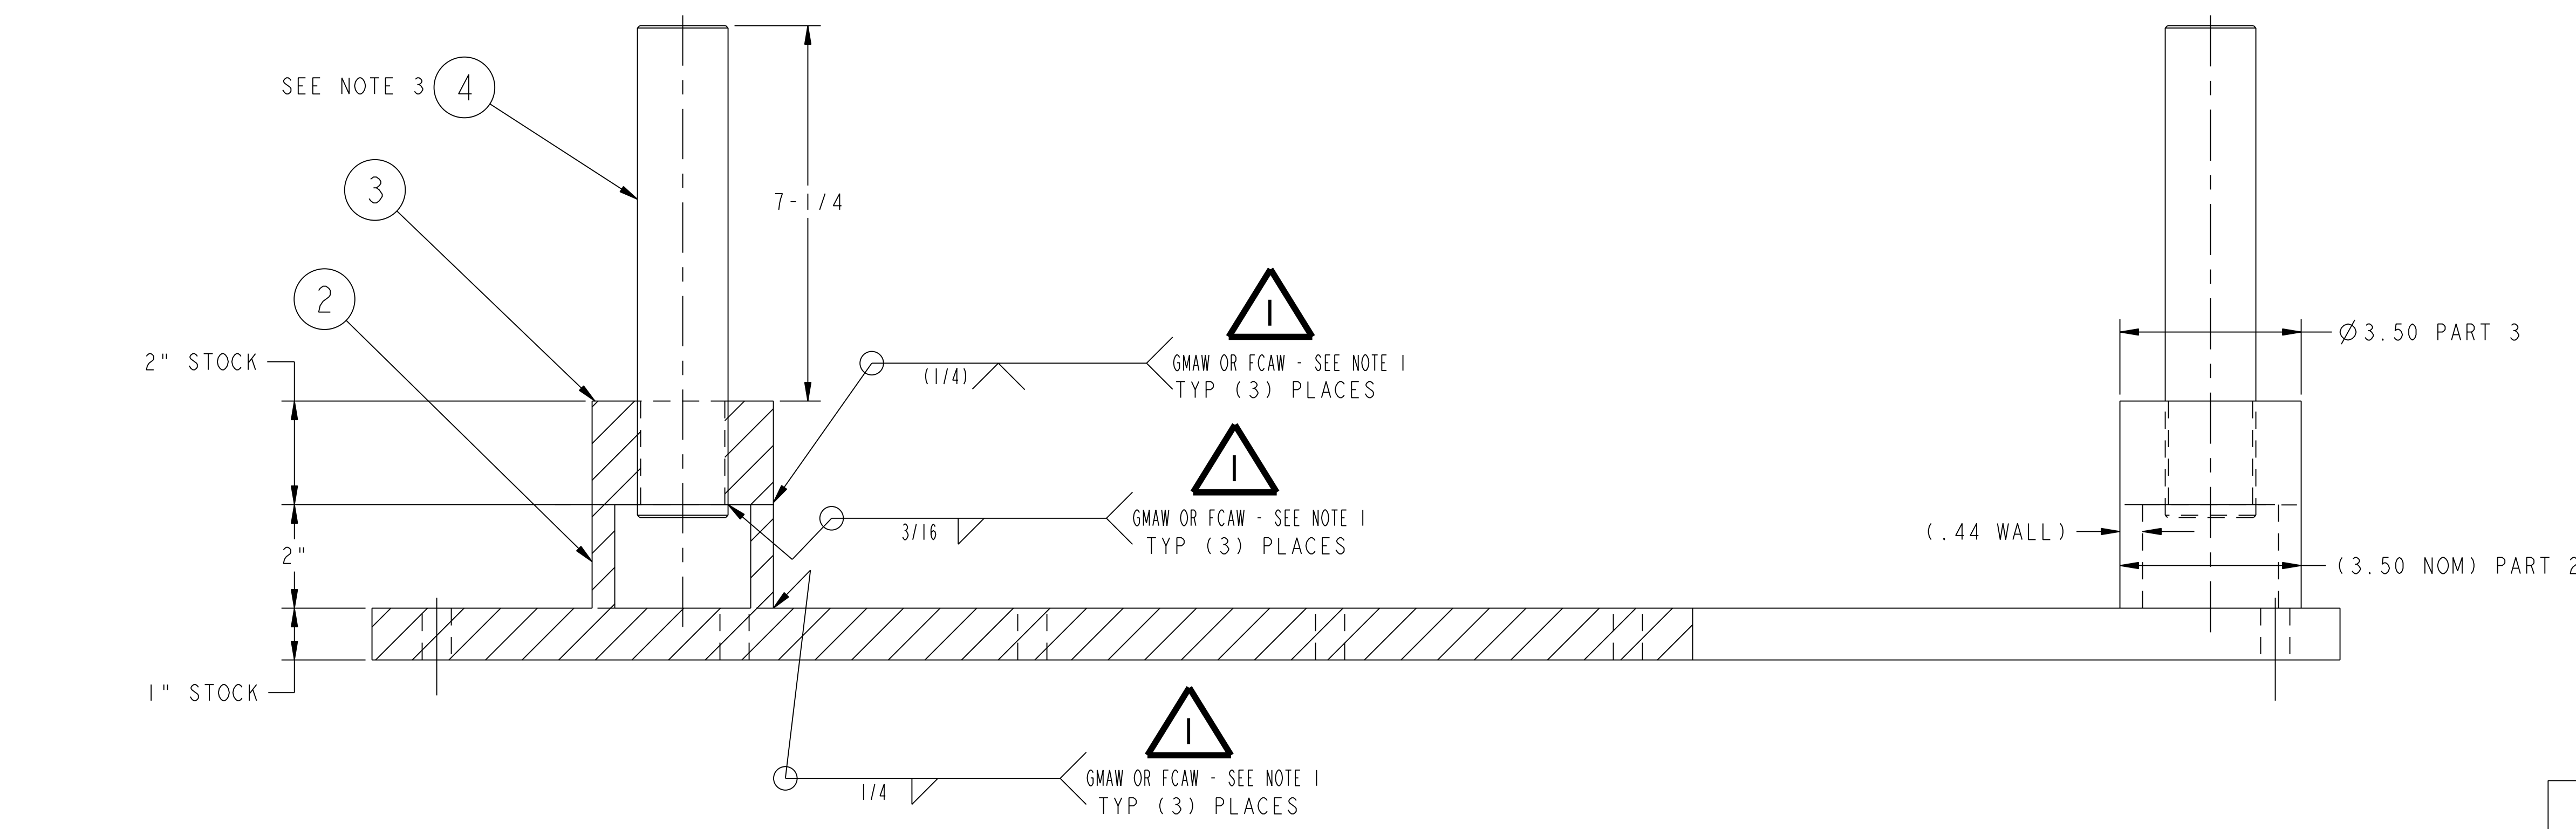 SEE NOTE 3
4
3
7-1/4
2
1
2" STOCK
(1/4)
GMAW OR FCAW - SEE NOTE 1
TYP (3) PLACES
Ø3.50 PART 3
1
3/16
GMAW OR FCAW - SEE NOTE 1
TYP (3) PLACES
(.44 WALL)
2"
(3.50 NOM) PART 2
1" STOCK
1
1/4
GMAW OR FCAW - SEE NOTE 1
TYP (3) PLACES